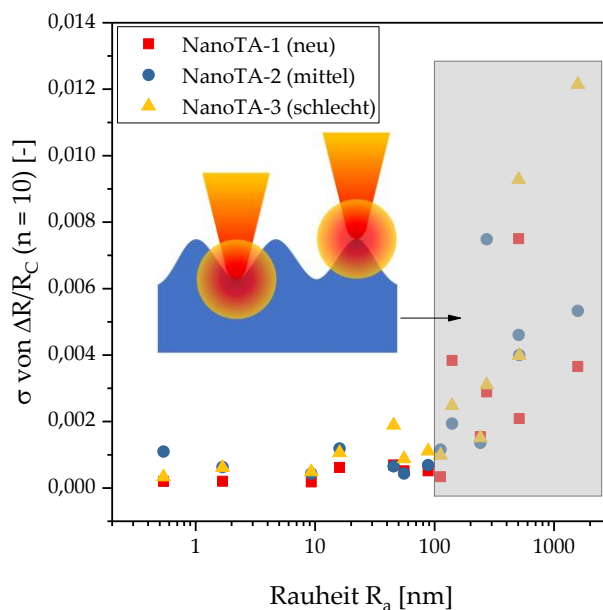 0,014
0,012
0,010
0,008
0,006
0,004
0,002
0,000
σ von ΔR/R_C (n = 10) [-]
NanoTA-1 (neu)
NanoTA-2 (mittel)
NanoTA-3 (schlecht)
1 10 100 1000
Rauheit R_a [nm]